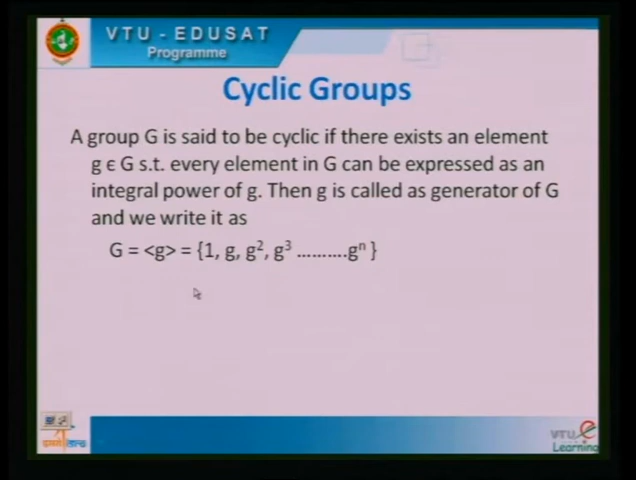 VTU - EDUSAT
Programme
Cyclic Groups
A group G is said to be cyclic if there exists an element
g ϵ G s.t. every element in G can be expressed as an
integral power of g. Then g is called as generator of G
and we write it as
G = <g> = {1, g, g², g³ ..........gⁿ }
VTU e
Learning